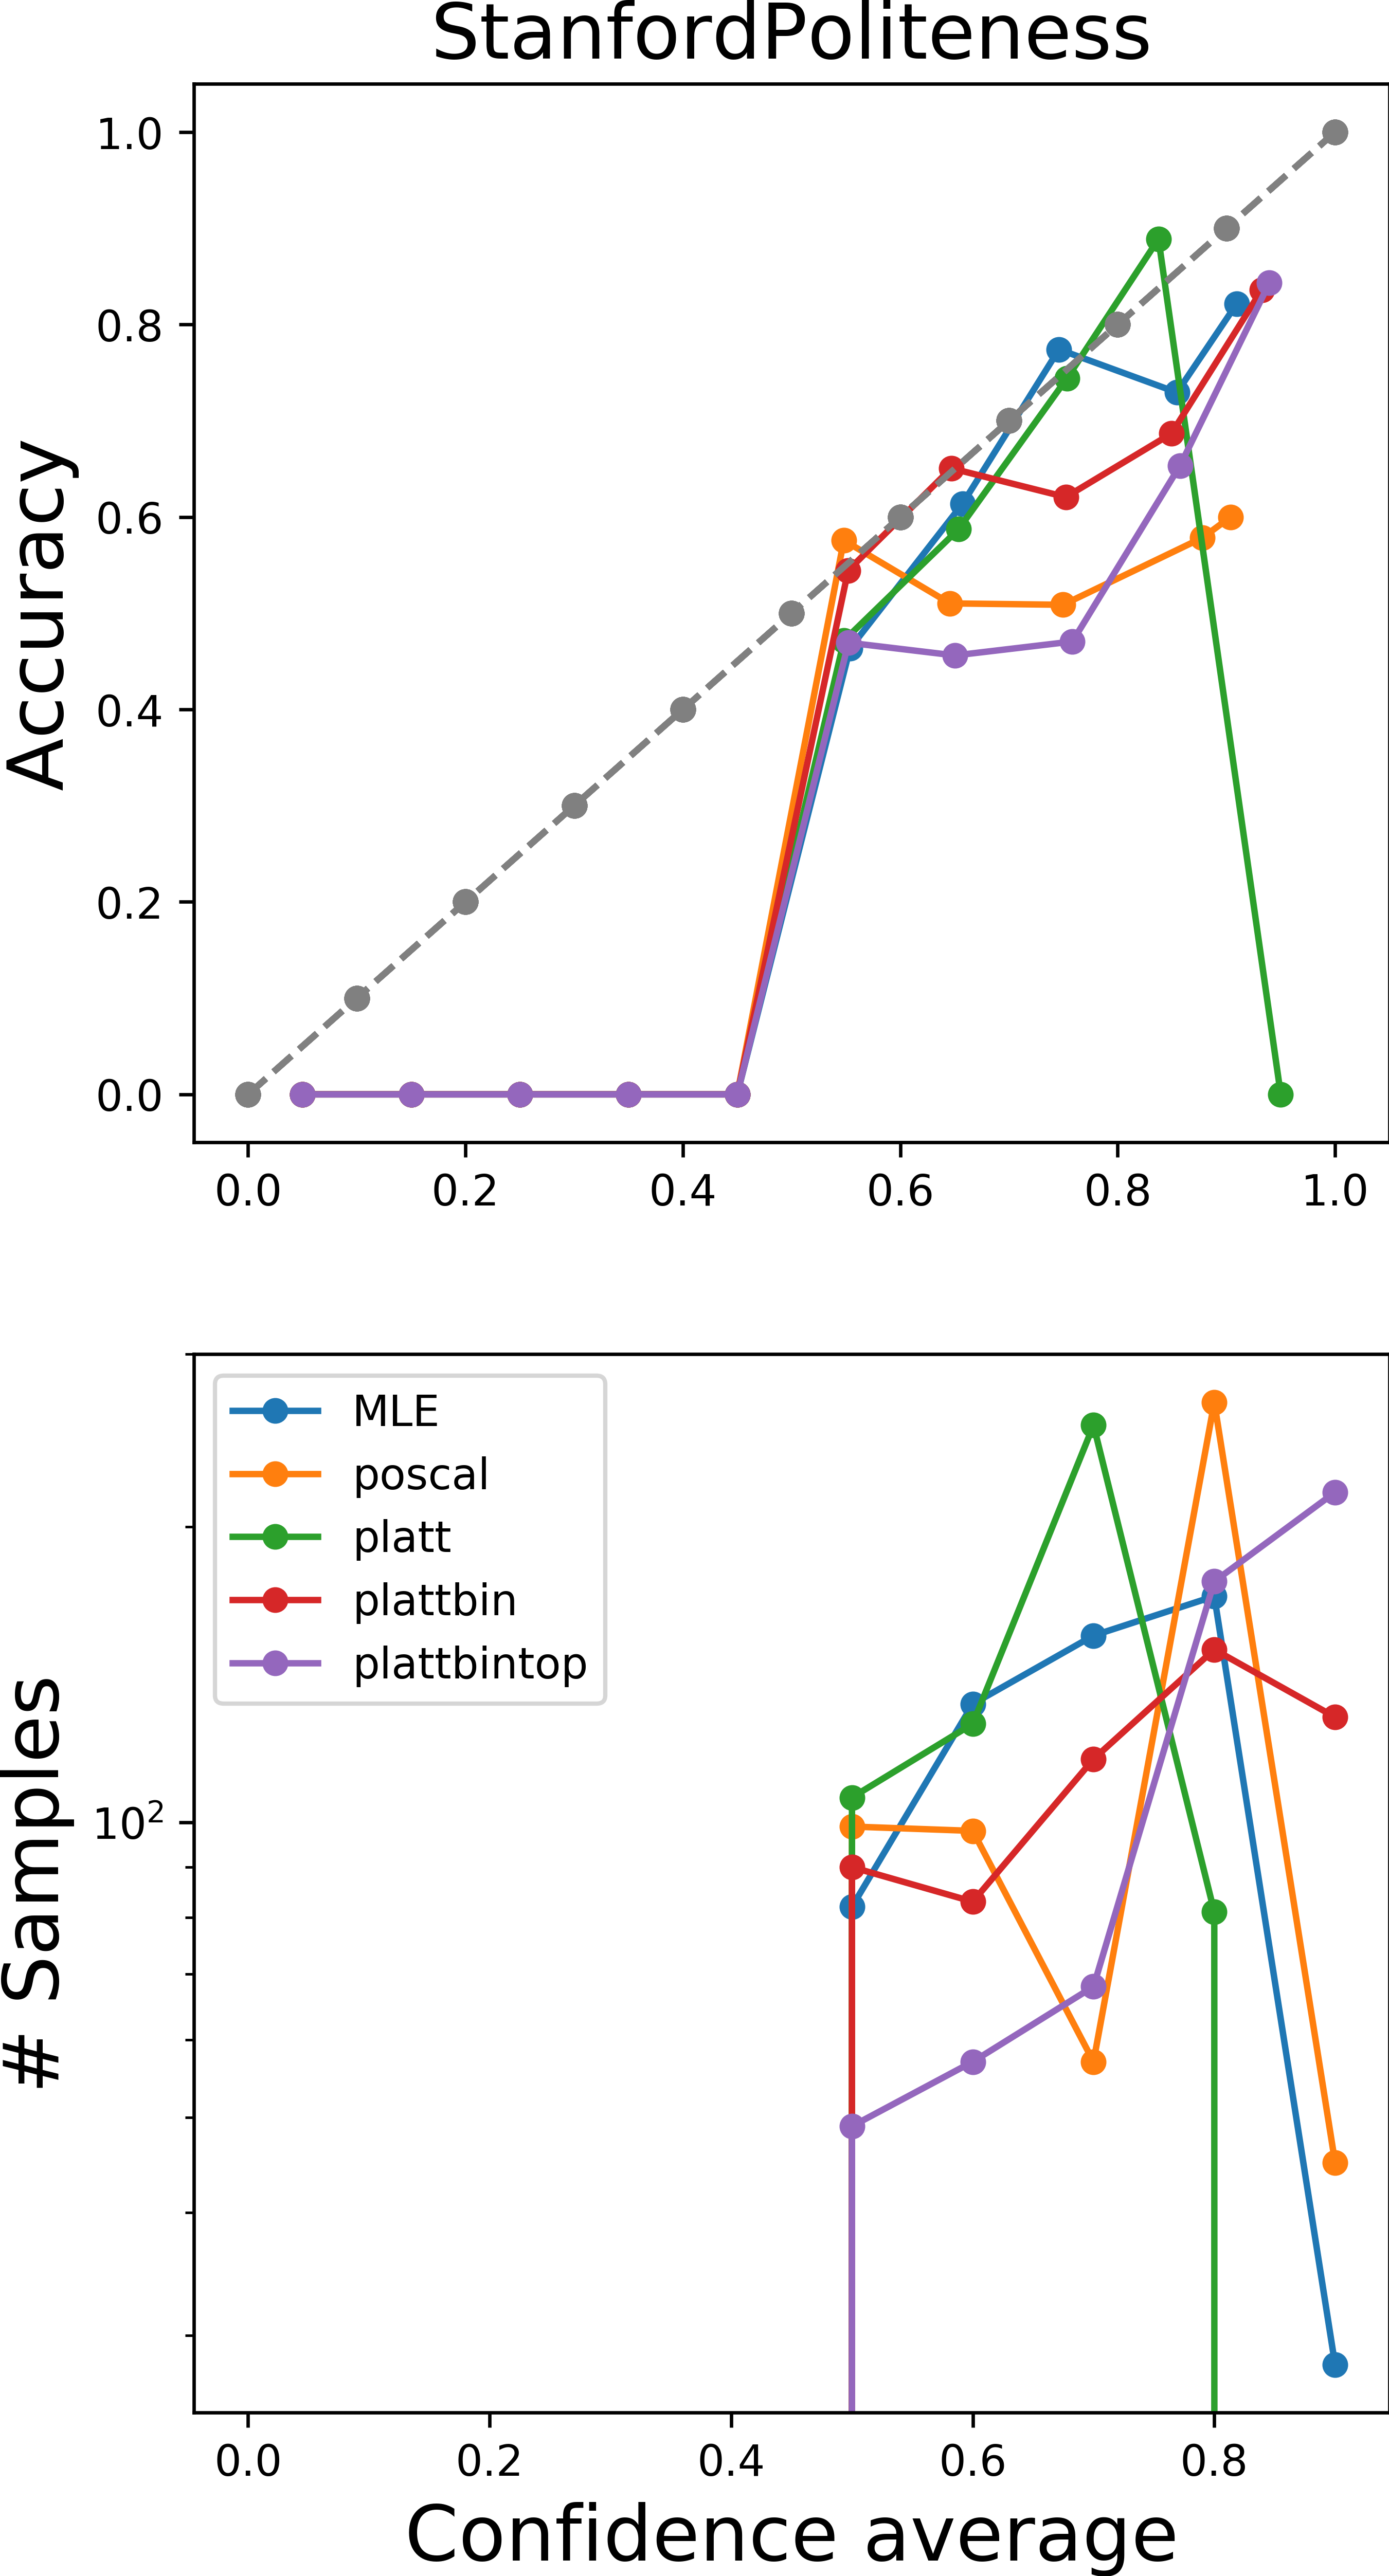 StanfordPoliteness
Accuracy
1.0
0.8
0.6
0.4
0.2
0.0
0.0 0.2 0.4 0.6 0.8 1.0
# Samples
10²
MLE
poscal
platt
plattbin
plattbintop
0.0 0.2 0.4 0.6 0.8
Confidence average